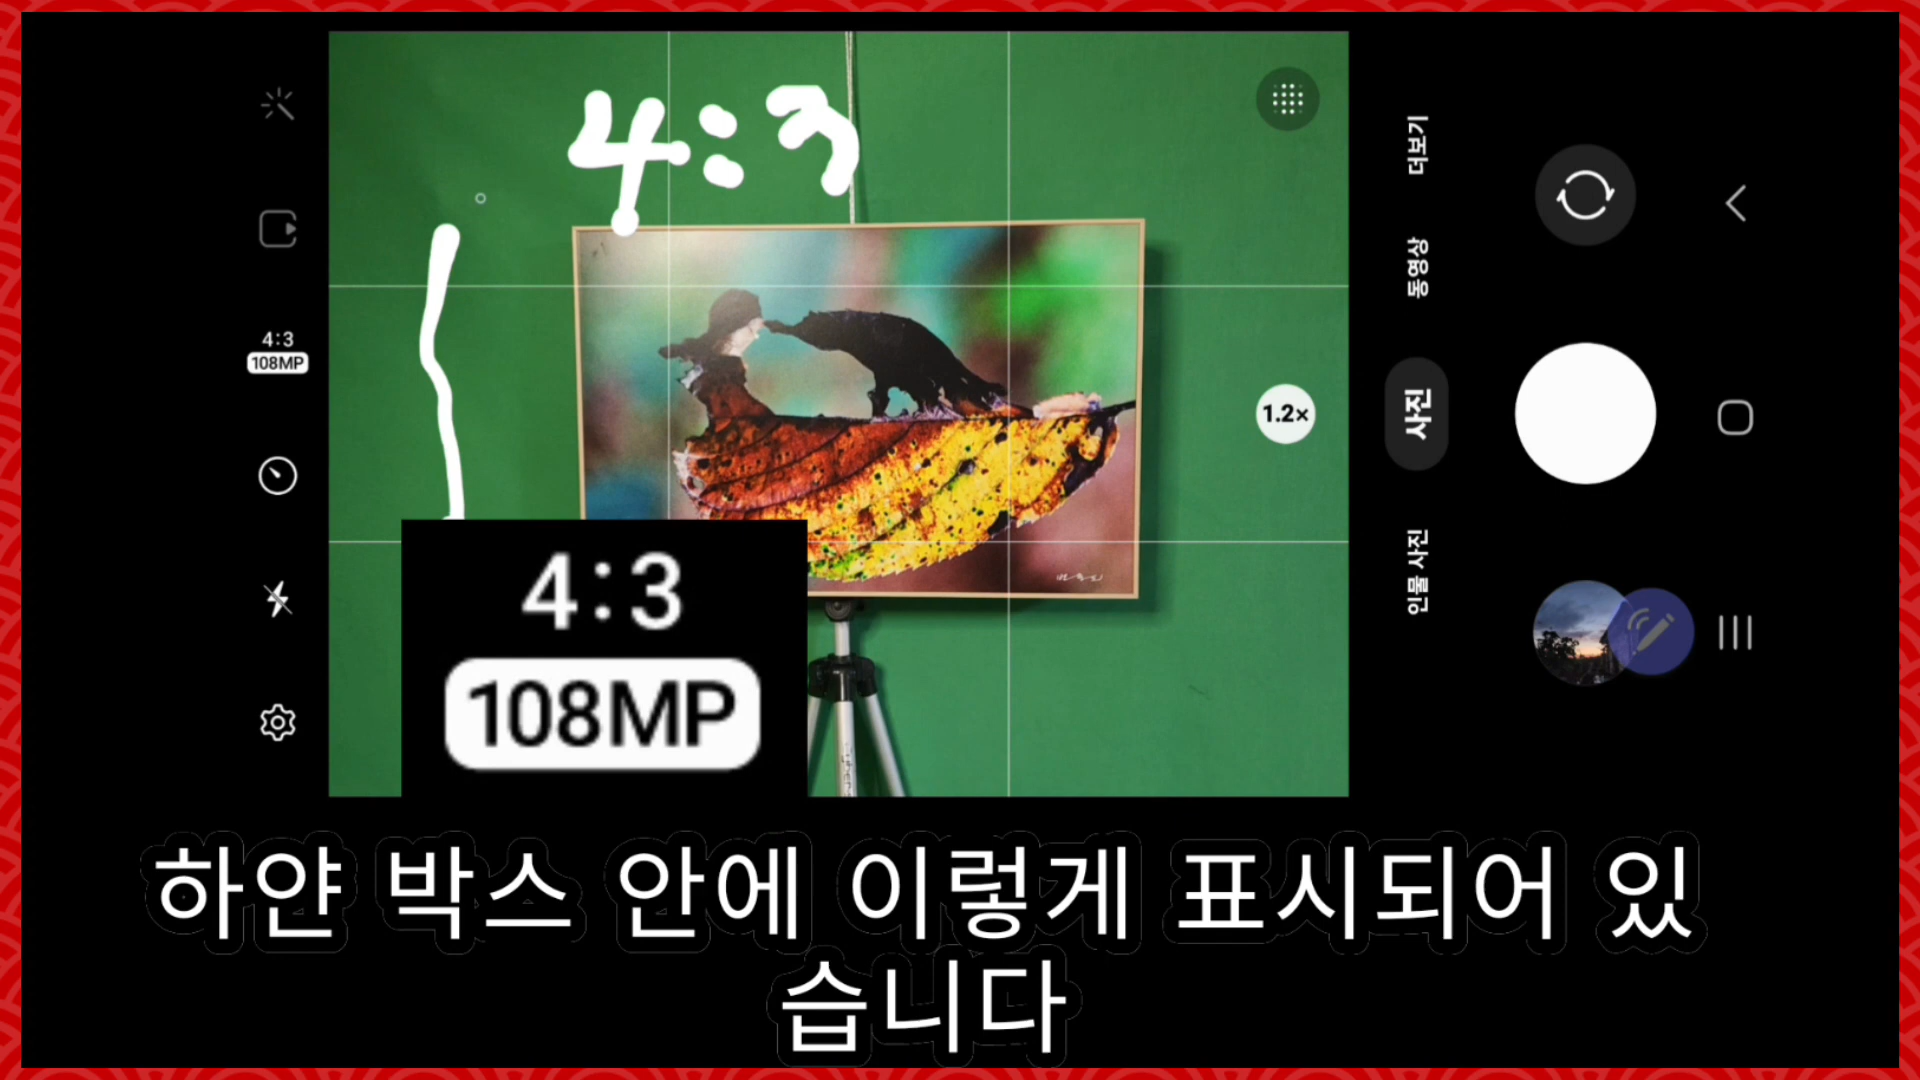 4:3
4:3
108MP
1.2×
더보기
동영상
사진
인물 사진
4:3
108MP
하얀 박스 안에 이렇게 표시되어 있
습니다